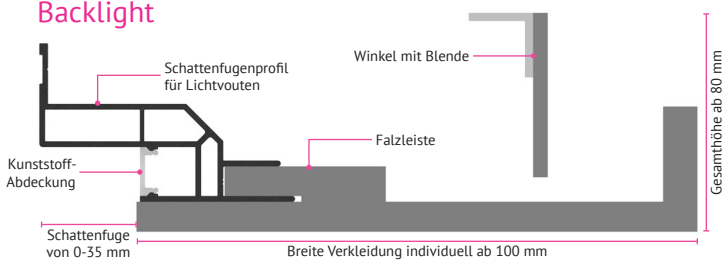 Backlight
Schattenfugenprofil
für Lichtvouten
Winkel mit Blende
Falzleiste
Kunststoff-
Abdeckung
Gesamthöhe ab 80 mm
Schattenfuge
von 0-35 mm
Breite Verkleidung individuell ab 100 mm